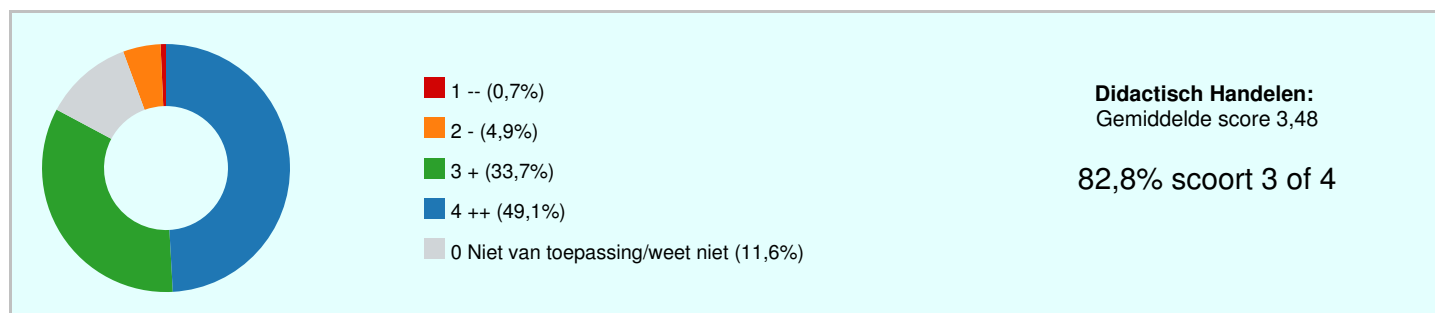 1 -- (0,7%)
2 - (4,9%)
3 + (33,7%)
4 ++ (49,1%)
0 Niet van toepassing/weet niet (11,6%)
Didactisch Handelen:
Gemiddelde score 3,48
82,8% scoort 3 of 4